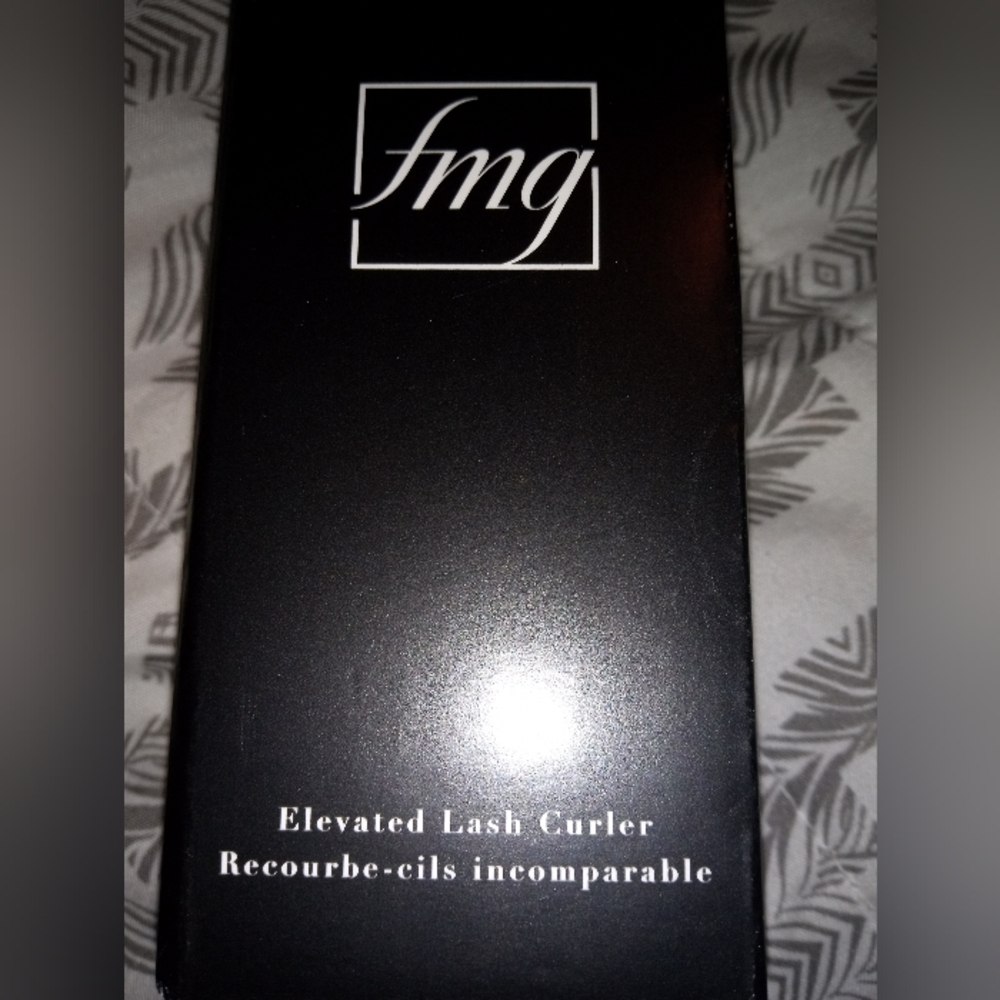 fmg
Elevated Lash Curler
Recourbe-cils incomparable